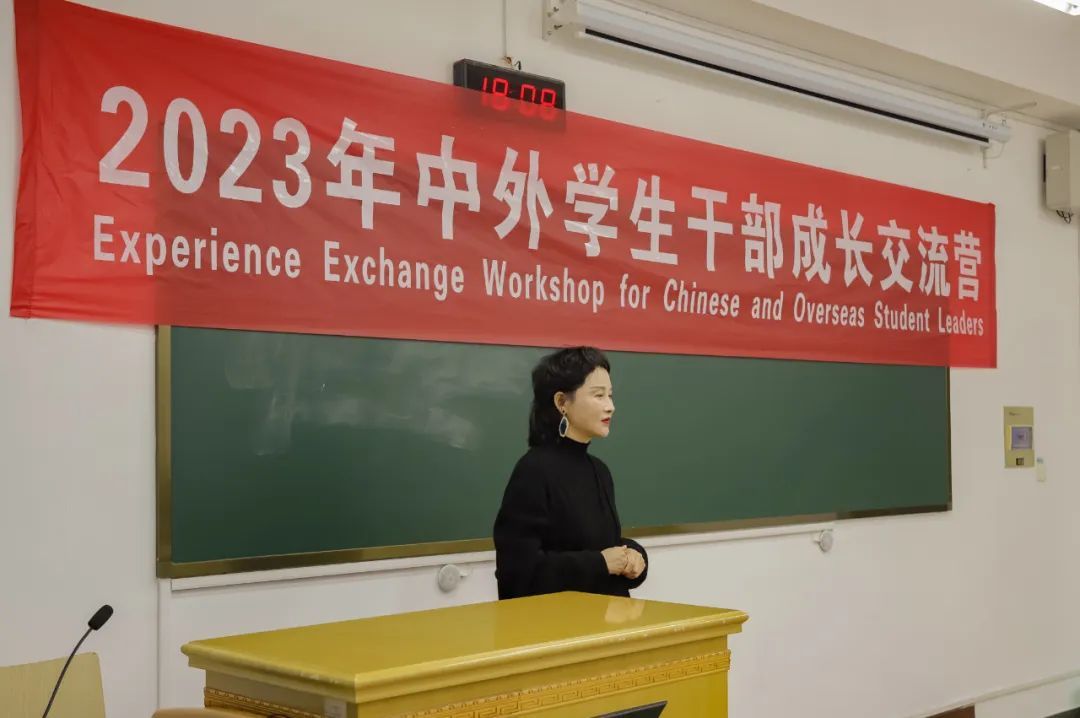 18:08
2023年中外学生干部成长交流营
Experience Exchange Workshop for Chinese and Overseas Student Leaders